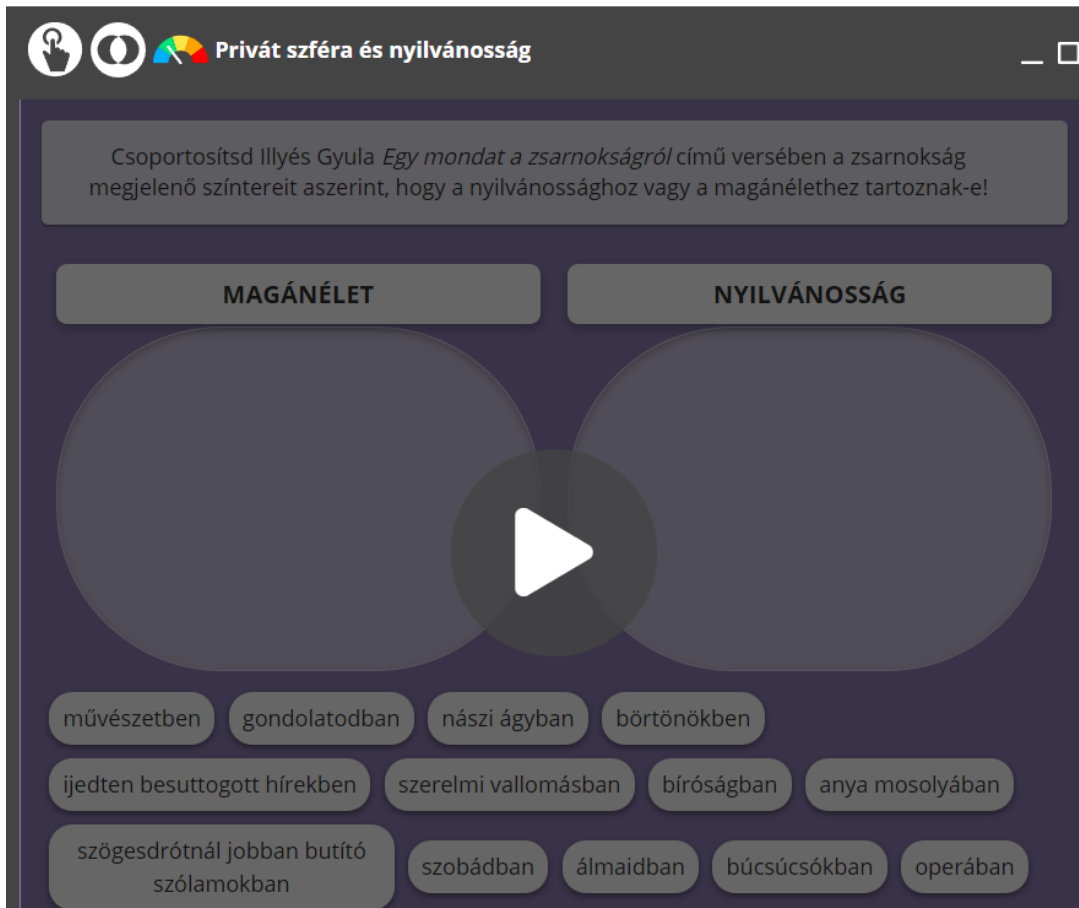 Privát szféra és nyilvánosság
Csoportosítsd Illyés Gyula Egy mondat a zsarnokságról című versében a zsarnokság
megjelenő színtereit aszerint, hogy a nyilvánossághoz vagy a magánélethez tartoznak-e!
MAGÁNÉLET
NYILVÁNOSSÁG
művészetben
gondolatodban
nászi ágyban
börtönökben
ijedten besuttogott hírekben
szerelmi vallomásban
bíróságban
anya mosolyában
szögesdrótnál jobban butító
szólamokban
szobádban
álmaidban
búcsúcsókban
operában